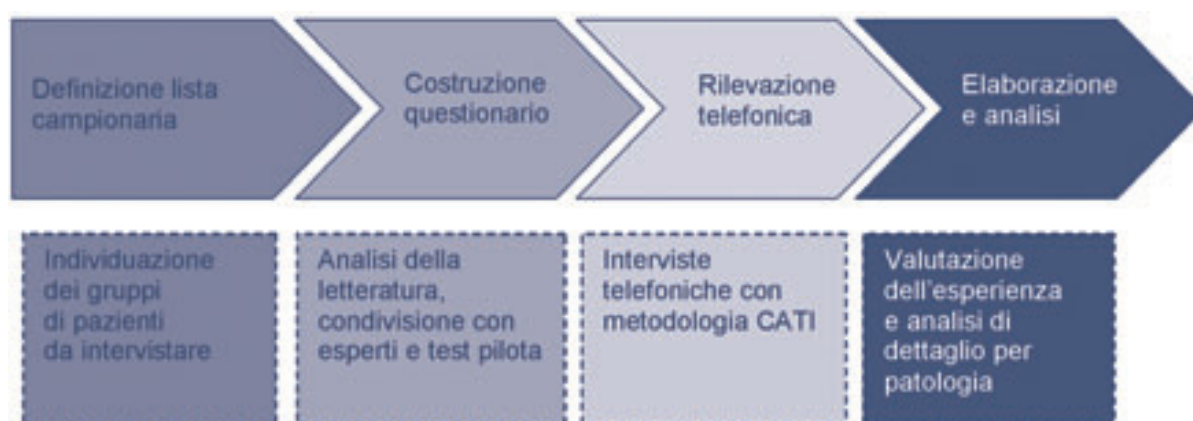 Definizione lista
campionaria
Costruzione
questionario
Rilevazione
telefonica
Elaborazione
e analisi
Individuazione
dei gruppi
di pazienti
da intervistare
Analisi della
letteratura,
condivisione con
esperti e test pilota
Interviste
telefoniche con
metodologia CATI
Valutazione
dell'esperienza
e analisi di
dettaglio per
patologia